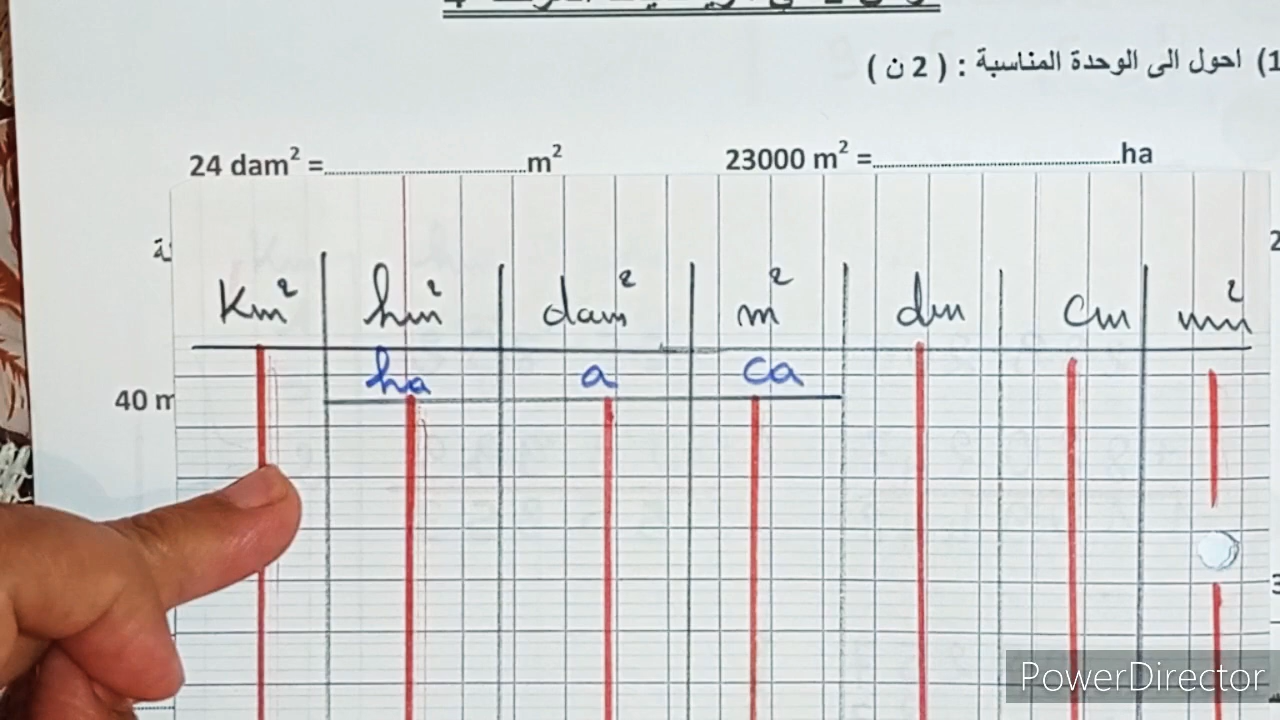 1) احول الى الوحدة المناسبة : ( 2 ن )
24 dam² =..............................m² 23000 m² =..............................ha
km² hm² dam² m² dm cm mm²
ha a ca
40 m
PowerDirector